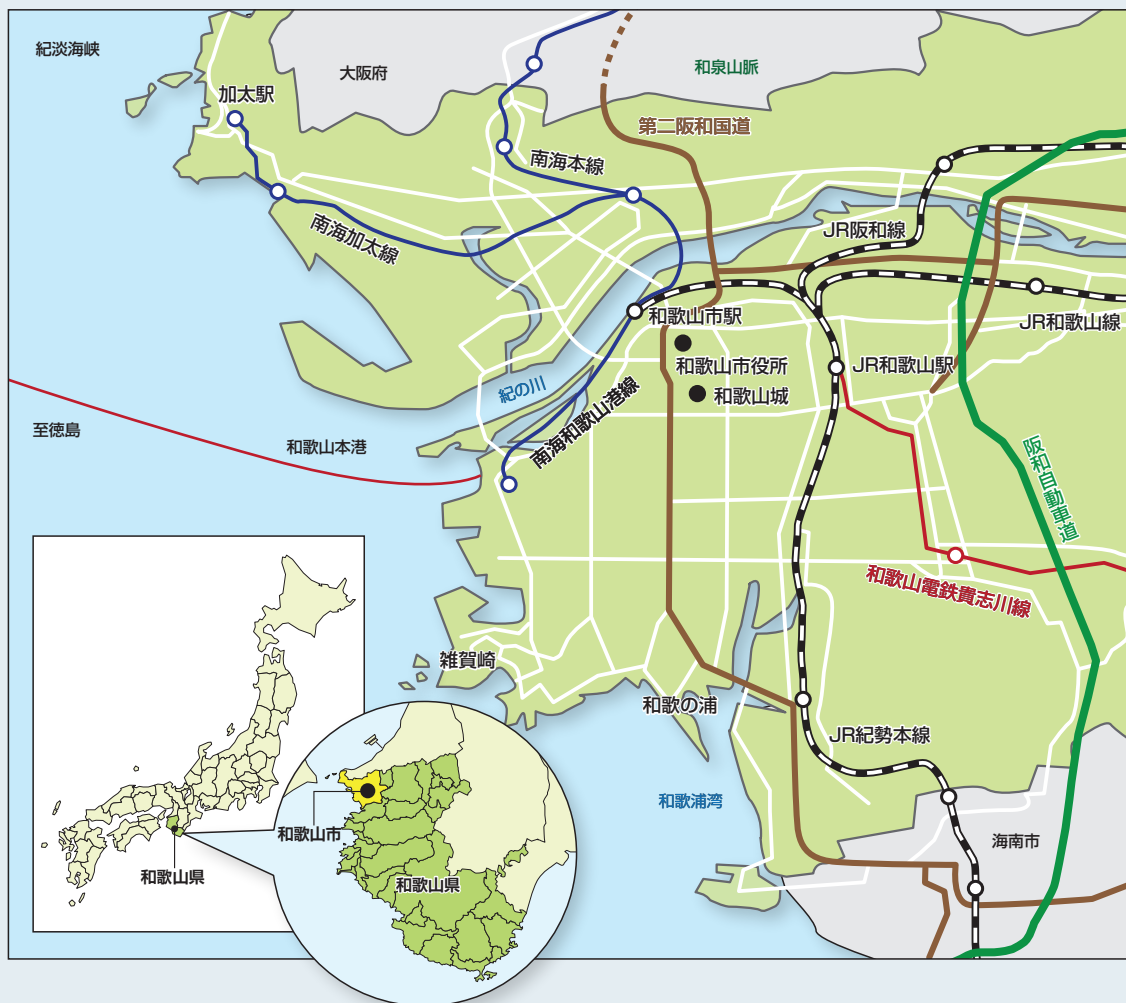 紀淡海峡
大阪府
和泉山脈
加太駅
第二阪和国道
南海本線
南海加太線
JR阪和線
和歌山市駅
JR和歌山線
和歌山市役所
JR和歌山駅
紀の川
和歌山城
南海和歌山港線
至徳島
和歌山本港
阪和自動車道
和歌山電鉄貴志川線
雑賀崎
和歌の浦
JR紀勢本線
和歌浦湾
海南市
和歌山市
和歌山県
和歌山県